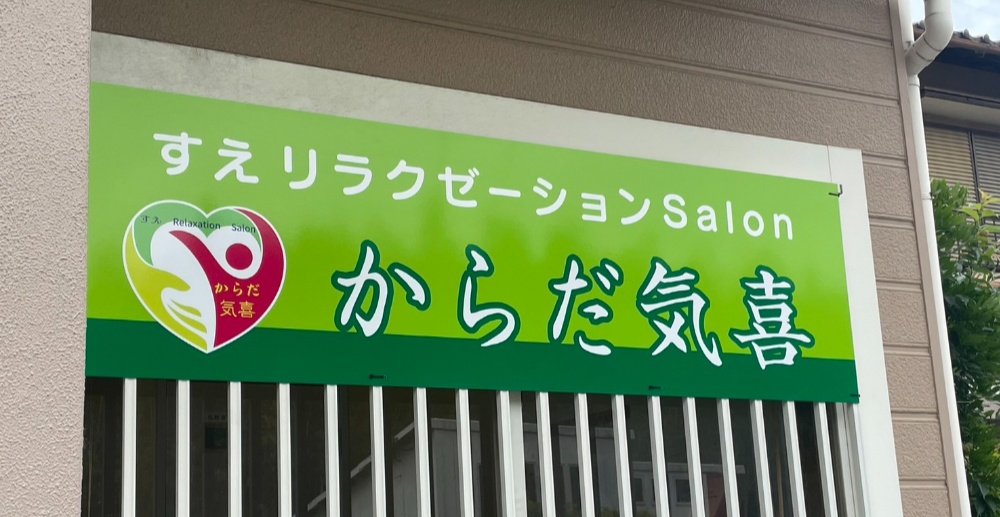 すえリラクゼーションSalon
すえ Relaxation Salon
からだ
気喜
からだ気喜